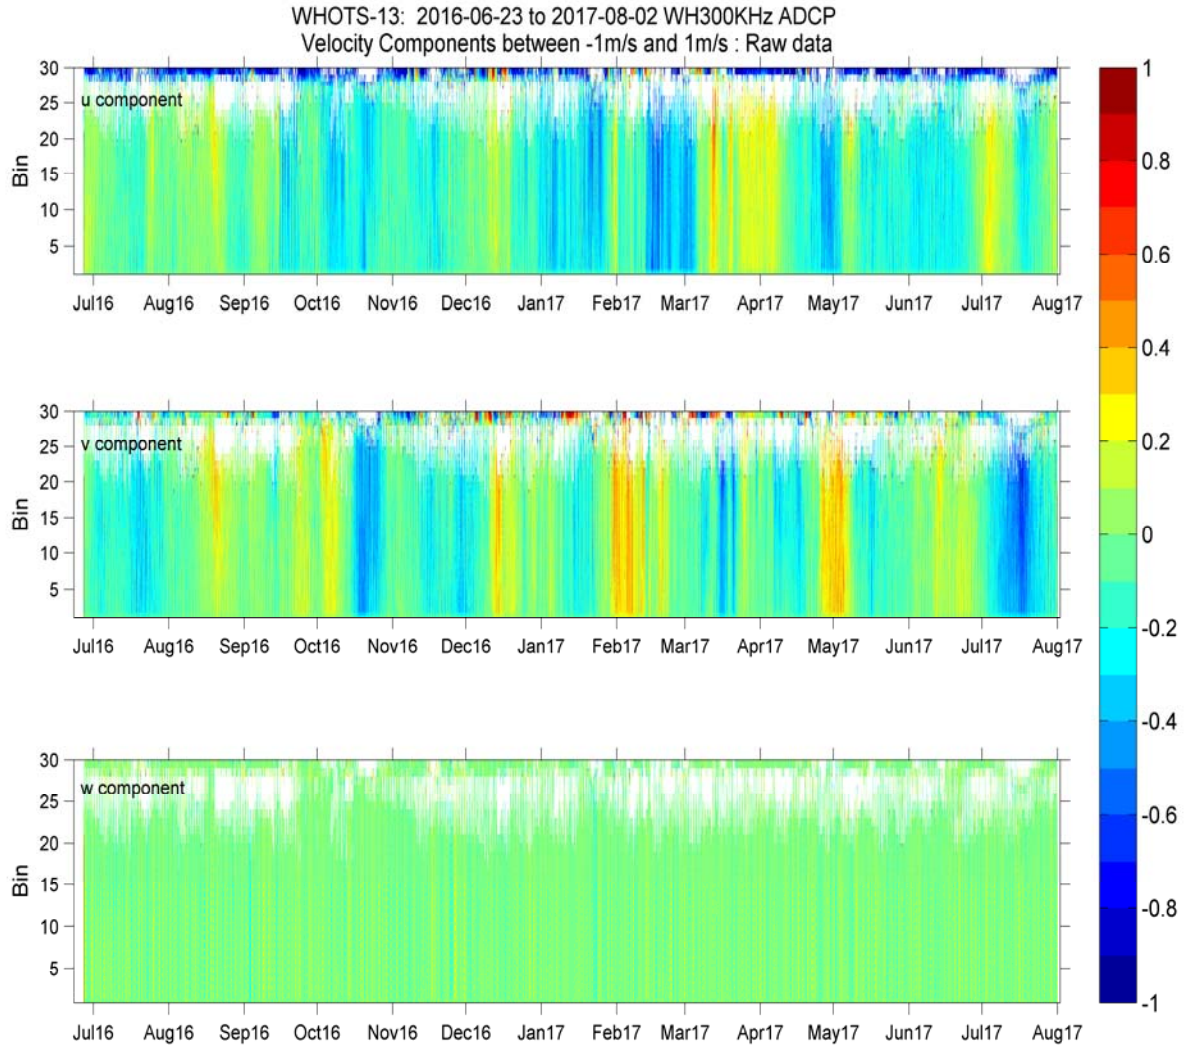 WHOTS-13: 2016-06-23 to 2017-08-02 WH300KHz ADCP
Velocity Components between -1m/s and 1m/s : Raw data
u component
Bin
30
25
20
15
10
5
Jul16 Aug16 Sep16 Oct16 Nov16 Dec16 Jan17 Feb17 Mar17 Apr17 May17 Jun17 Jul17 Aug17
v component
Bin
30
25
20
15
10
5
Jul16 Aug16 Sep16 Oct16 Nov16 Dec16 Jan17 Feb17 Mar17 Apr17 May17 Jun17 Jul17 Aug17
w component
Bin
30
25
20
15
10
5
Jul16 Aug16 Sep16 Oct16 Nov16 Dec16 Jan17 Feb17 Mar17 Apr17 May17 Jun17 Jul17 Aug17
1
0.8
0.6
0.4
0.2
0
-0.2
-0.4
-0.6
-0.8
-1